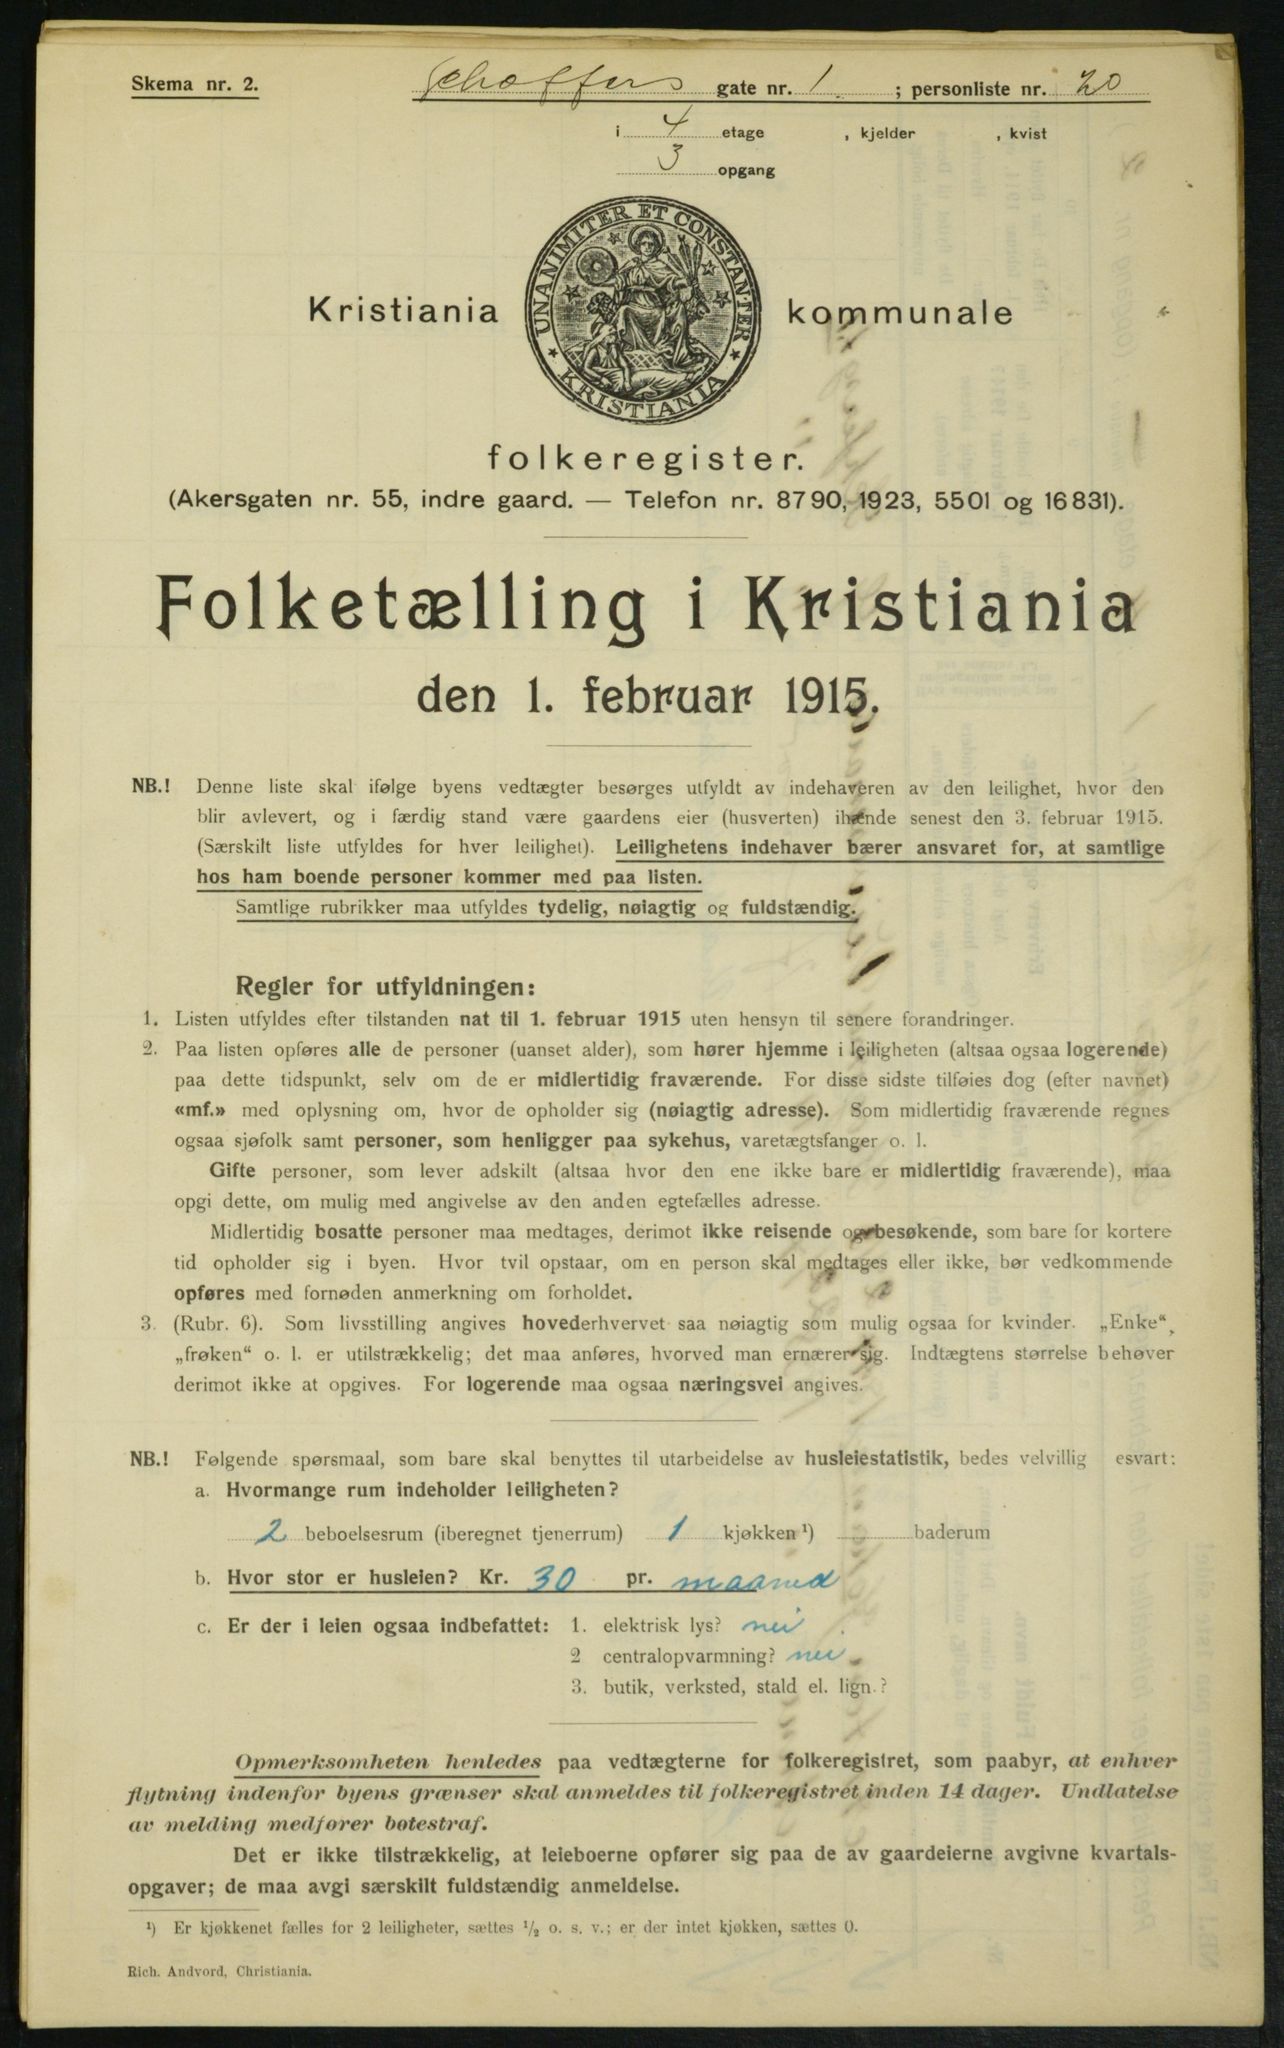 Skema nr. 2. Schaffers gate nr. 1. ; personliste nr. 20
i 4 etage , kjelder , kvist
3 opgang
UNANIMITER ET CONSTANTER
KRISTIANIA
Kristiania kommunale
folkeregister.
(Akersgaten nr. 55, indre gaard. — Telefon nr. 8790, 1923, 5501 og 16831).
Folketælling i Kristiania
den 1. februar 1915.
NB.! Denne liste skal ifølge byens vedtægter besørges utfyldt av indehaveren av den leilighet, hvor den
blir avlevert, og i færdig stand være gaardens eier (husverten) ihænde senest den 3. februar 1915.
(Særskilt liste utfyldes for hver leilighet). Leilighetens indehaver bærer ansvaret for, at samtlige
hos ham boende personer kommer med paa listen.
Samtlige rubrikker maa utfyldes tydelig, nøiagtig og fuldstændig.
Regler for utfyldningen:
1. Listen utfyldes efter tilstanden nat til 1. februar 1915 uten hensyn til senere forandringer.
2. Paa listen opføres alle de personer (uanset alder), som hører hjemme i leiligheten (altsaa ogsaa logerende)
paa dette tidspunkt, selv om de er midlertidig fraværende. For disse sidste tilføies dog (efter navnet)
«mf.» med oplysning om, hvor de opholder sig (nøiagtig adresse). Som midlertidig fraværende regnes
ogsaa sjøfolk samt personer, som henligger paa sykehus, varetægtsfanger o. l.
Gifte personer, som lever adskilt (altsaa hvor den ene ikke bare er midlertidig fraværende), maa
opgi dette, om mulig med angivelse av den anden egtefælles adresse.
Midlertidig bosatte personer maa medtages, derimot ikke reisende og besøkende, som bare for kortere
tid opholder sig i byen. Hvor tvil opstaar, om en person skal medtages eller ikke, bør vedkommende
opføres med fornøden anmerkning om forholdet.
3. (Rubr. 6). Som livsstilling angives hovederhvervet saa nøiagtig som mulig ogsaa for kvinder. „Enke“,
„frøken“ o. l. er utilstrækkelig; det maa anføres, hvorved man ernærer sig. Indtægtens størrelse behøver
derimot ikke at opgives. For logerende maa ogsaa næringsvei angives.
NB.! Følgende spørsmaal, som bare skal benyttes til utarbeidelse av husleiestatistik, bedes velvillig esvart:
a. Hvormange rum indeholder leiligheten?
2 beboelsesrum (iberegnet tjenerrum) 1 kjøkken ¹) baderum
b. Hvor stor er husleien? Kr. 30 pr. maaned
c. Er der i leien ogsaa indbefattet: 1. elektrisk lys? nei
2 centralopvarmning? nei
3. butik, verksted, stald el. lign.?
Opmerksomheten henledes paa vedtægterne for folkeregistret, som paabyr, at enhver
flytning indenfor byens grænser skal anmeldes til folkeregistret inden 14 dager. Undlatelse
av melding medfører bøtestraf.
Det er ikke tilstrækkelig, at leieboerne opfører sig paa de av gaardeierne avgivne kvartals-
opgaver; de maa avgi særskilt fuldstændig anmeldelse.
¹) Er kjøkkenet fælles for 2 leiligheter, sættes ½ o. s. v.; er der intet kjøkken, sættes 0.
Rich. Andvord, Christiania.